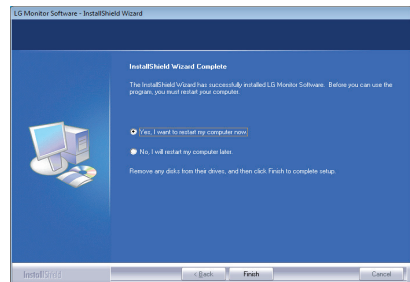 LG Monitor Software - InstallShield Wizard
InstallShield Wizard Complete
The InstallShield Wizard has successfully installed LG Monitor Software. Before you can use the
program, you must restart your computer.
Yes, I want to restart my computer now.
No, I will restart my computer later.
Remove any disks from their drives, and then click Finish to complete setup.
InstallShield
< Back Finish Cancel